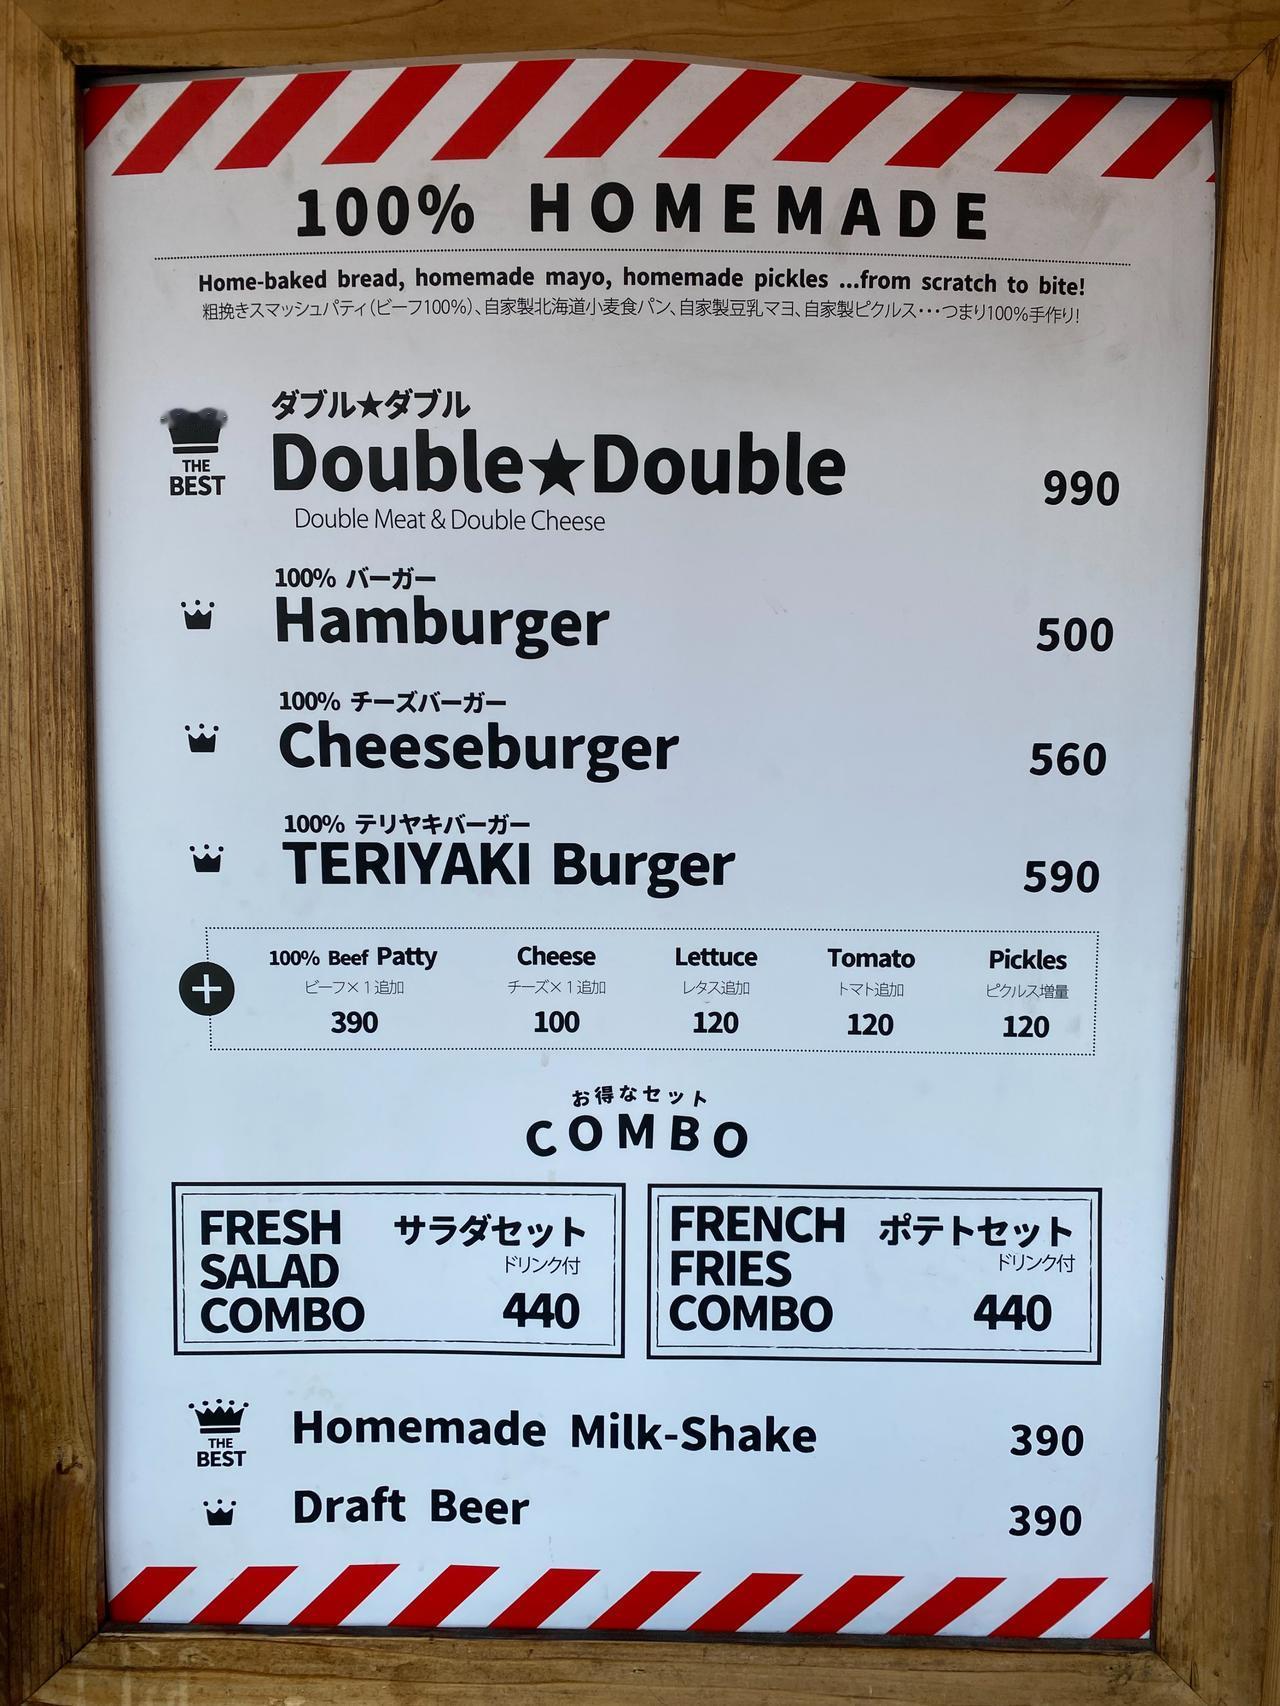 100% HOMEMADE
Home-baked bread, homemade mayo, homemade pickles ...from scratch to bite!
粗挽きスマッシュパティ(ビーフ100%)、自家製北海道小麦食パン、自家製豆乳マヨ、自家製ピクルス・・・つまり100%手作り!
ダブル★ダブル
THE BEST
Double★Double 990
Double Meat & Double Cheese
100% バーガー
Hamburger 500
100% チーズバーガー
Cheeseburger 560
100% テリヤキバーガー
TERIYAKI Burger 590
+
100% Beef Patty Cheese Lettuce Tomato Pickles
ビーフ×1追加 チーズ×1追加 レタス追加 トマト追加 ピクルス増量
390 100 120 120 120
お得なセット
COMBO
FRESH SALAD COMBO
サラダセット
ドリンク付
440
FRENCH FRIES COMBO
ポテトセット
ドリンク付
440
THE BEST
Homemade Milk-Shake 390
Draft Beer 390